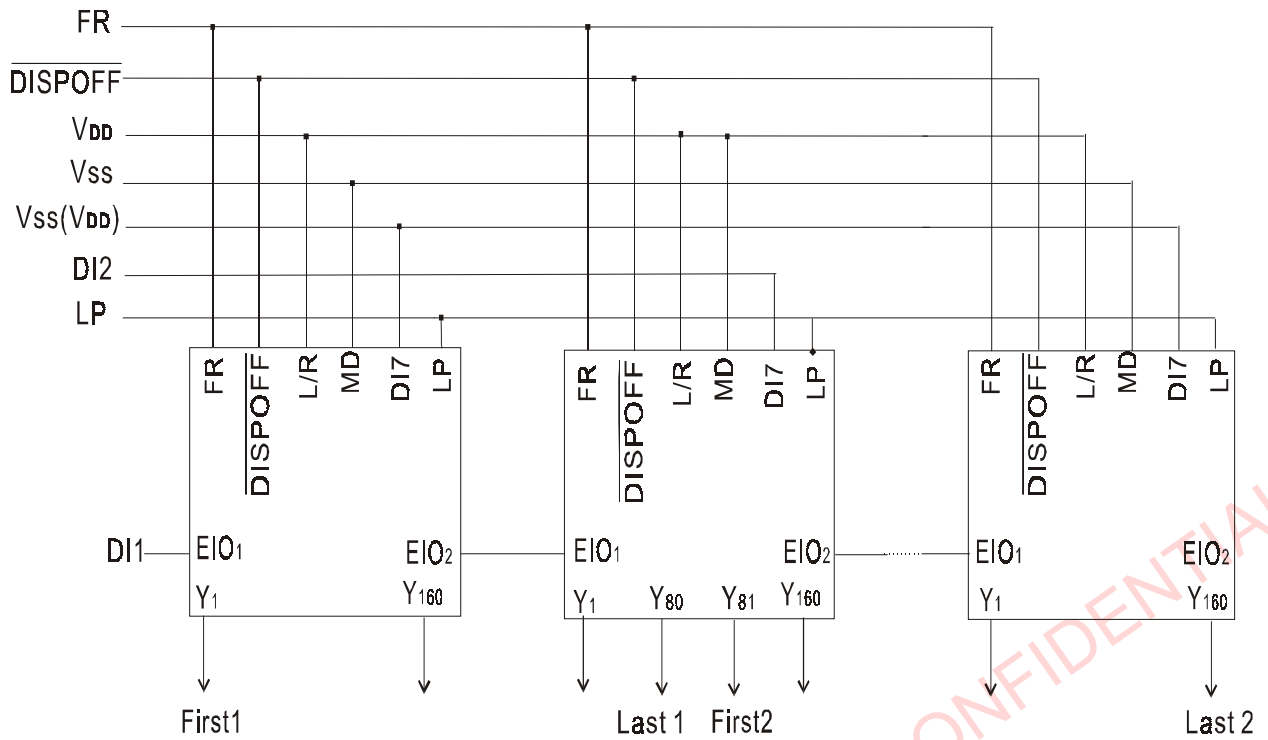 FR
DISPOFF
VDD
VSS
VSS(VDD)
DI2
LP
FR DISPOFF L/R MD DI7 LP
FR DISPOFF L/R MD DI7 LP
FR DISPOFF L/R MD DI7 LP
DI1 EIO1 EIO2 EIO1 EIO2 EIO1 EIO2
Y1 Y160 Y1 Y80 Y81 Y160 Y1 Y160
First1 Last 1 First2 Last 2